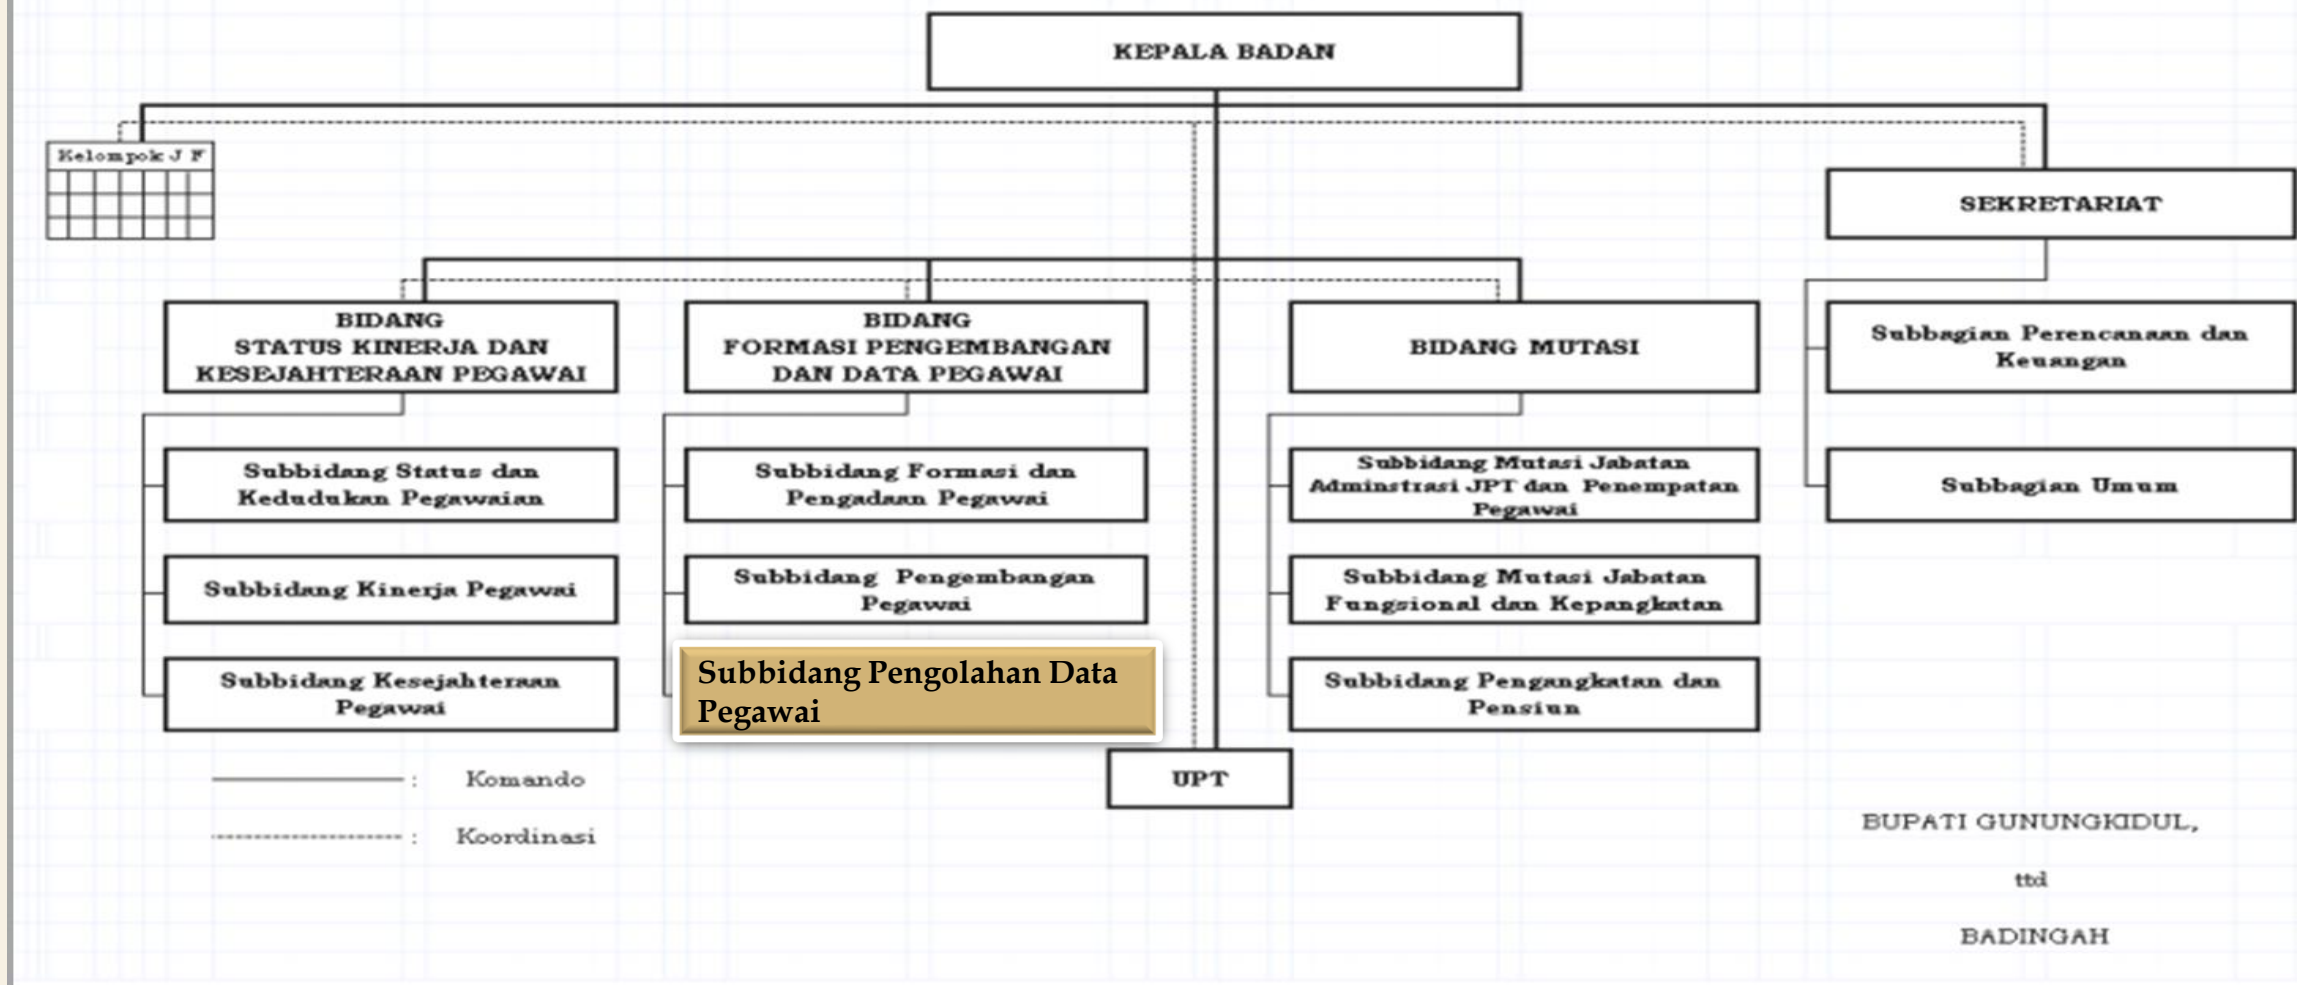 KEPALA BADAN
Kelompok J F
SEKRETARIAT
BIDANG
STATUS KINERJA DAN
KESEJAHTERAAN PEGAWAI
BIDANG
FORMASI PENGEMBANGAN
DAN DATA PEGAWAI
BIDANG MUTASI
Subbagian Perencanaan dan
Keuangan
Subbidang Status dan
Kedudukan Pegawaian
Subbidang Formasi dan
Pengadaan Pegawai
Subbidang Mutasi Jabatan
Adminstrasi JPT dan Penempatan
Pegawai
Subbagian Umum
Subbidang Kinerja Pegawai
Subbidang Pengembangan
Pegawai
Subbidang Mutasi Jabatan
Fungsional dan Kepangkatan
Subbidang Kesejahteraan
Pegawai
Subbidang Pengolahan Data
Pegawai
Subbidang Pengangkatan dan
Pensiun
UPT
: Komando
: Koordinasi
BUPATI GUNUNGKIDUL,
ttd
BADINGAH